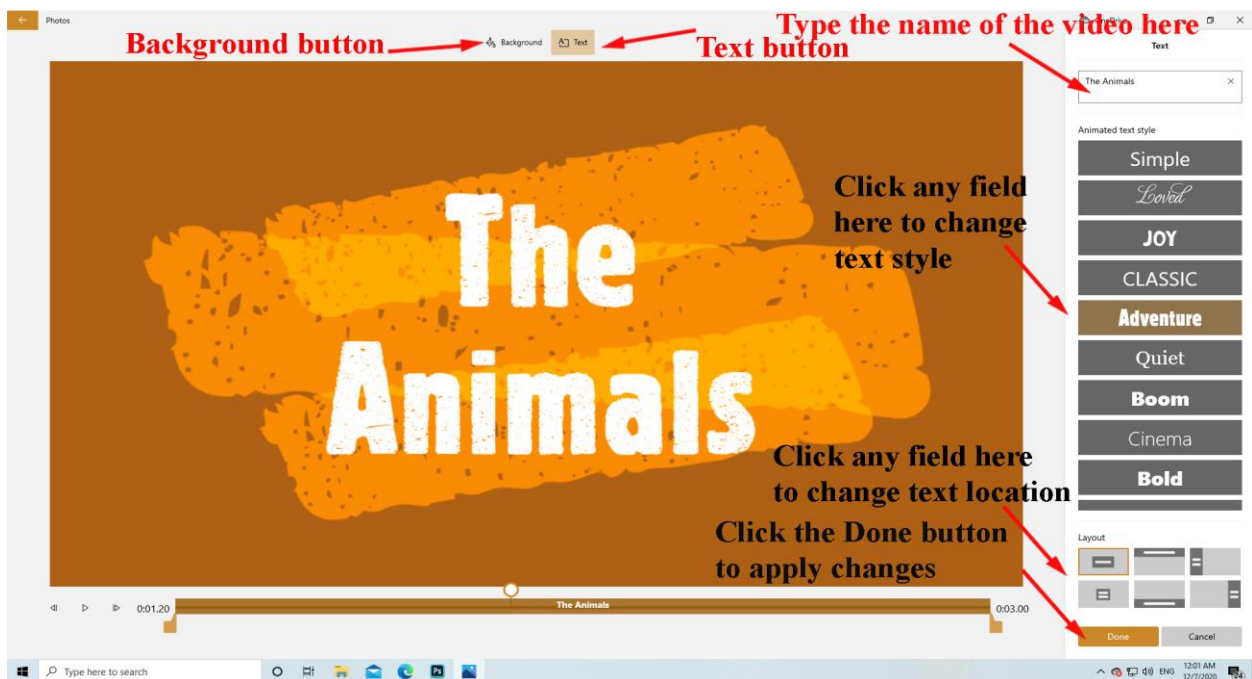 Photos
OneDrive
Background button
Background
Text
Text button
Type the name of the video here
Text
The Animals
Animated text style
Simple
Loved
JOY
CLASSIC
Adventure
Quiet
Boom
Cinema
Bold
The
Animals
Click any field
here to change
text style
Click any field here
to change text location
Click the Done button
to apply changes
Layout
0:01.20
The Animals
0:03.00
Done
Cancel
Type here to search
Ps
ENG
12:01 AM
12/7/2020
24